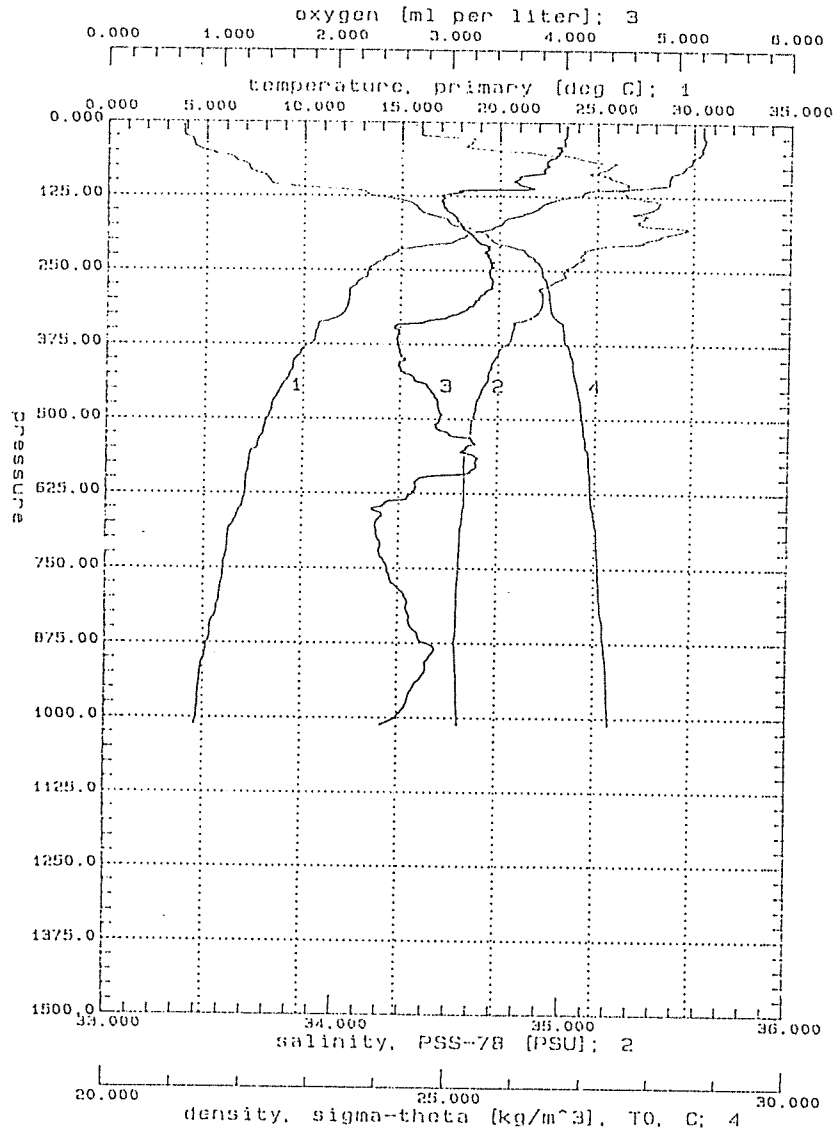 oxygen [ml per liter]; 3
0.000 1.000 2.000 3.000 4.000 5.000 6.000
temperature, primary [deg C]; 1
0.000 5.000 10.000 15.000 20.000 25.000 30.000 35.000
0.000
125.00
250.00
375.00
1 3 2 4
500.00
pressure
625.00
750.00
875.00
1000.0
1125.0
1250.0
1375.0
1500.0
33.000 34.000 35.000 36.000
salinity, PSS-78 [PSU]; 2
20.000 25.000 30.000
density, sigma-theta [kg/m^3], T0, C; 4